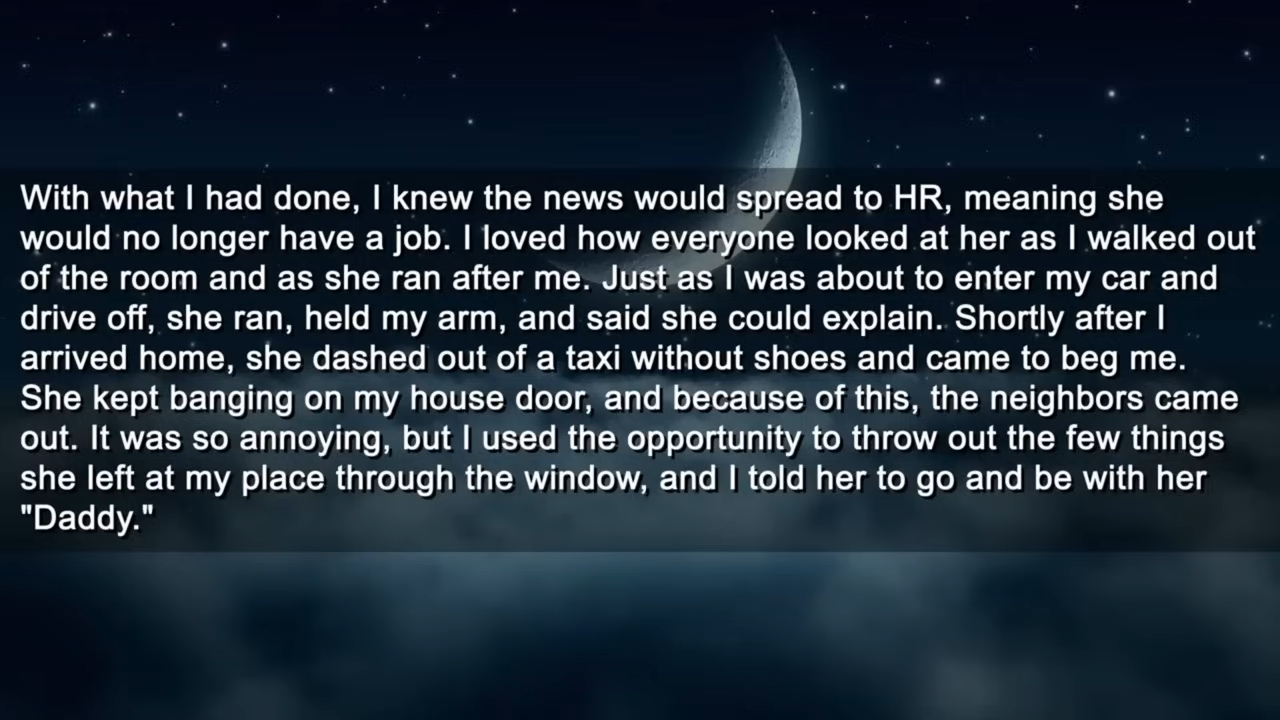 With what I had done, I knew the news would spread to HR, meaning she
would no longer have a job. I loved how everyone looked at her as I walked out
of the room and as she ran after me. Just as I was about to enter my car and
drive off, she ran, held my arm, and said she could explain. Shortly after I
arrived home, she dashed out of a taxi without shoes and came to beg me.
She kept banging on my house door, and because of this, the neighbors came
out. It was so annoying, but I used the opportunity to throw out the few things
she left at my place through the window, and I told her to go and be with her
"Daddy."